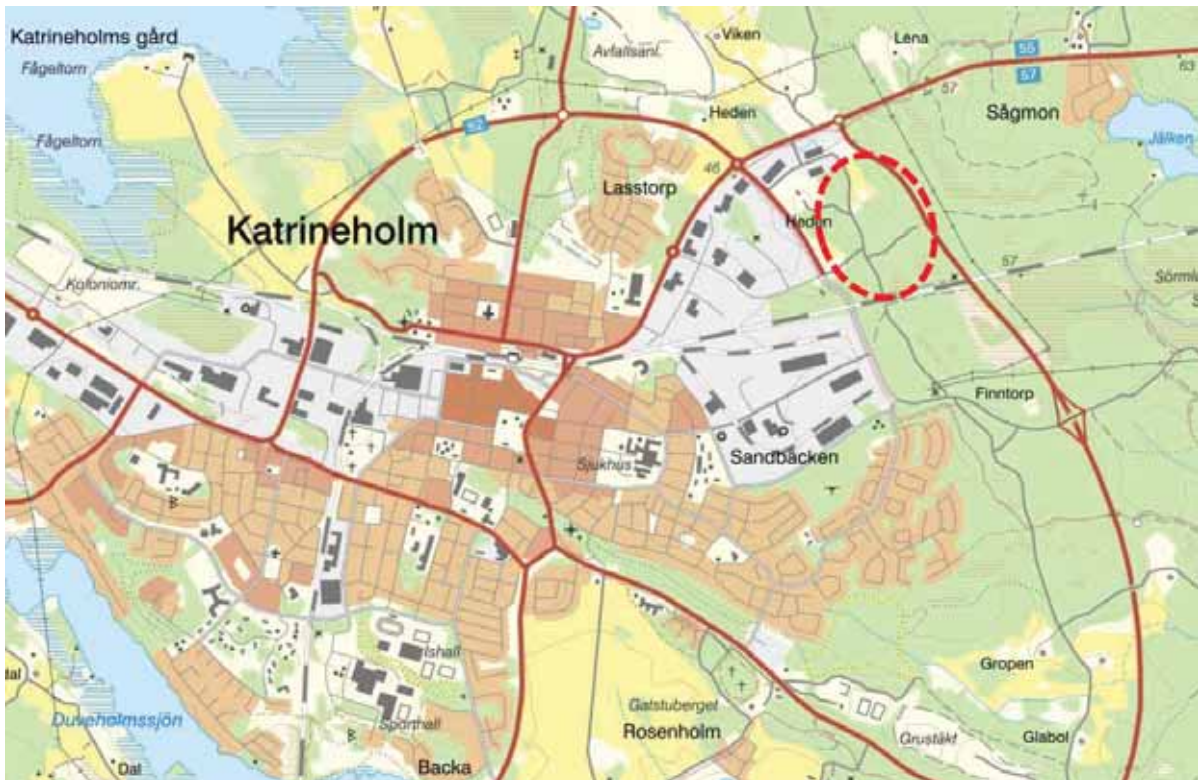 Katrineholms gård
Fågeltorn
Fågeltorn
Avfallsanl.
Viken
Lena
55
57
57
63
Sågmon
Jälken
52
Heden
46
Lasstorp
Katrineholm
Heden
57
Koloniomr.
Finntorp
Sjukhus
Sandbäcken
Gropen
Duveholmssjön
Sporthall
Galstuberget
Rosenholm
Grustäkt
Glabol
Dal
Backa